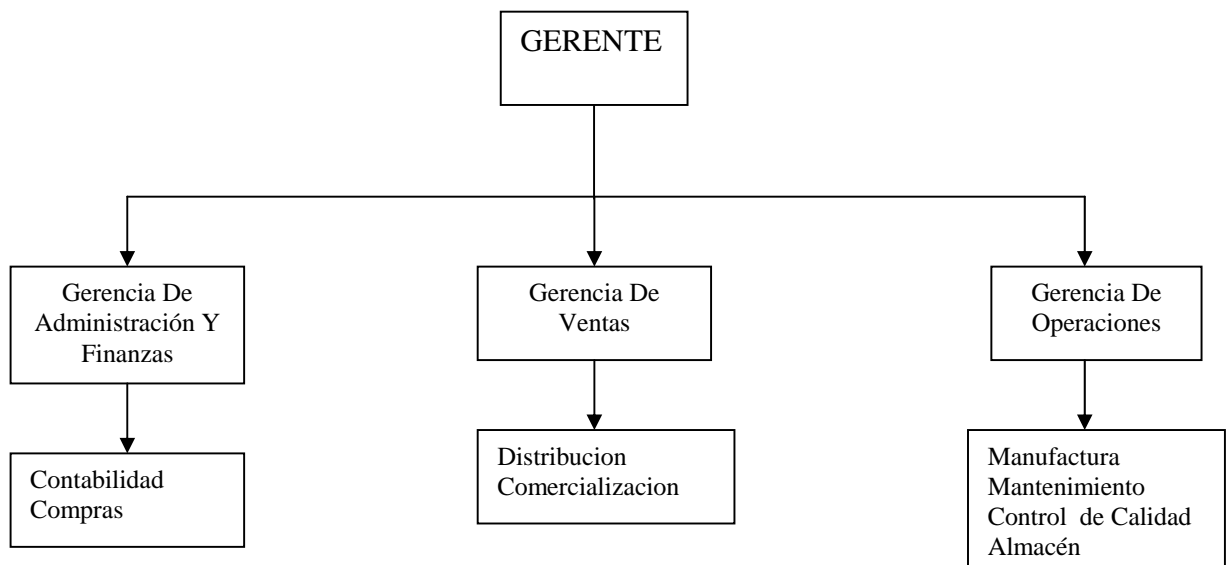 GERENTE
Gerencia De
Administración Y
Finanzas
Gerencia De
Ventas
Gerencia De
Operaciones
Contabilidad
Compras
Distribucion
Comercializacion
Manufactura
Mantenimiento
Control de Calidad
Almacén